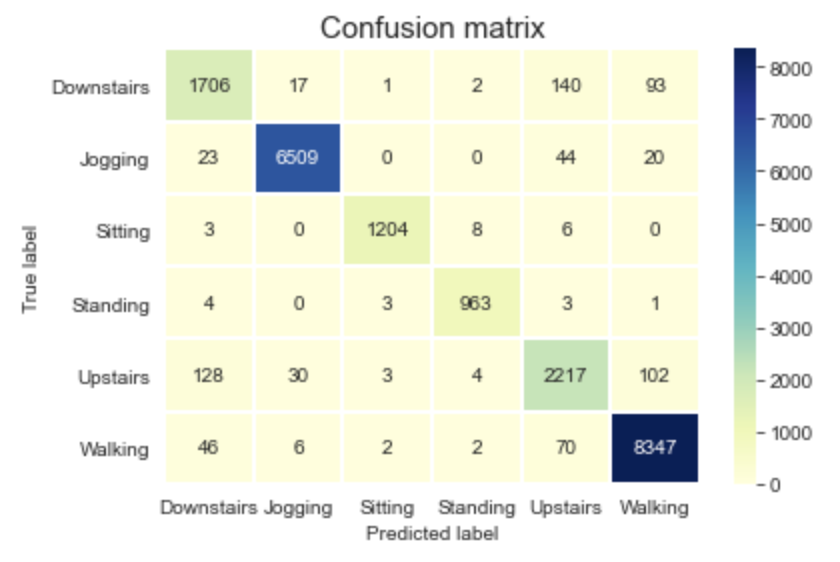 Confusion matrix
Downstairs 1706 17 1 2 140 93
Jogging 23 6509 0 0 44 20
Sitting 3 0 1204 8 6 0
Standing 4 0 3 963 3 1
Upstairs 128 30 3 4 2217 102
Walking 46 6 2 2 70 8347
True label
Downstairs Jogging Sitting Standing Upstairs Walking
Predicted label
8000
7000
6000
5000
4000
3000
2000
1000
0